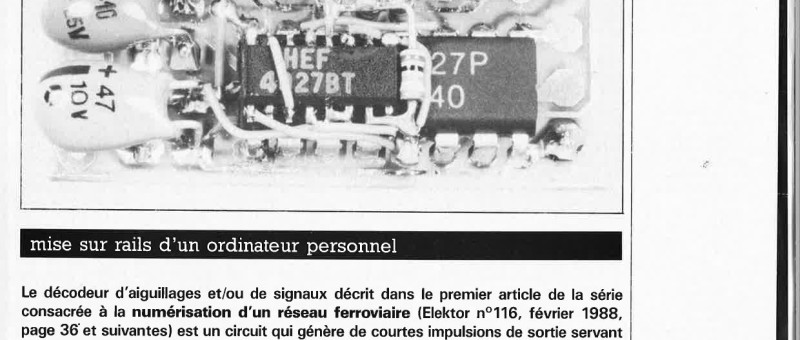 10
5V
+ 47
10V
HEF
4027BT
27P
40
mise sur rails d'un ordinateur personnel
Le décodeur d'aiguillages et/ou de signaux décrit dans le premier article de la série
consacrée à la numérisation d'un réseau ferroviaire (Elektor nº116, février 1988,
page 36 et suivantes) est un circuit qui génère de courtes impulsions de sortie servant